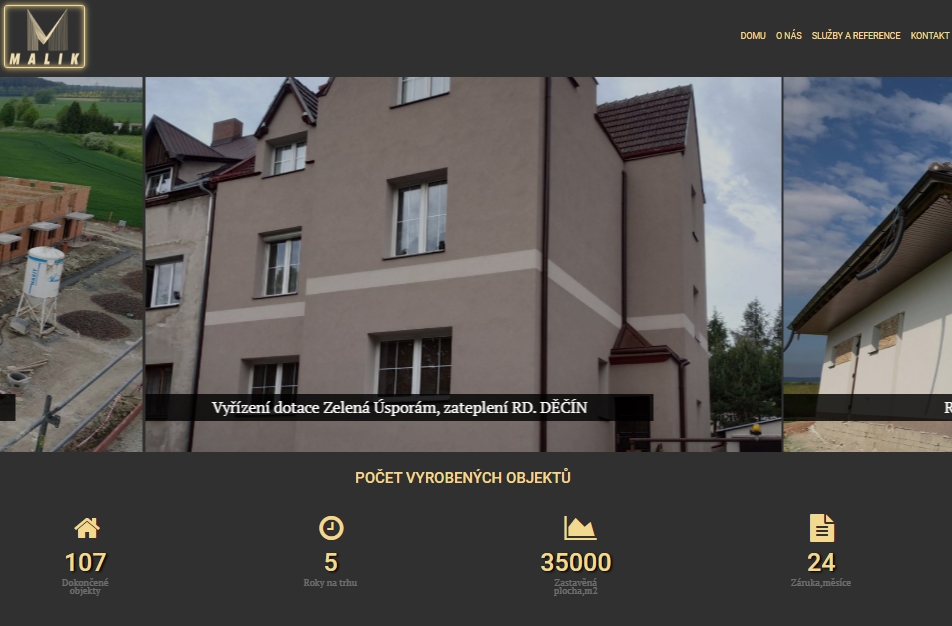 MALIK
DOMU O NÁS SLUŽBY A REFERENCE KONTAKT
Vyřízení dotace Zelená Úsporám, zateplení RD. DĚČÍN
R
POČET VYROBENÝCH OBJEKTŮ
107 5 35000 24
Dokončené objekty
Roky na trhu
Zastavěná plocha,m2
Záruka,měsíce